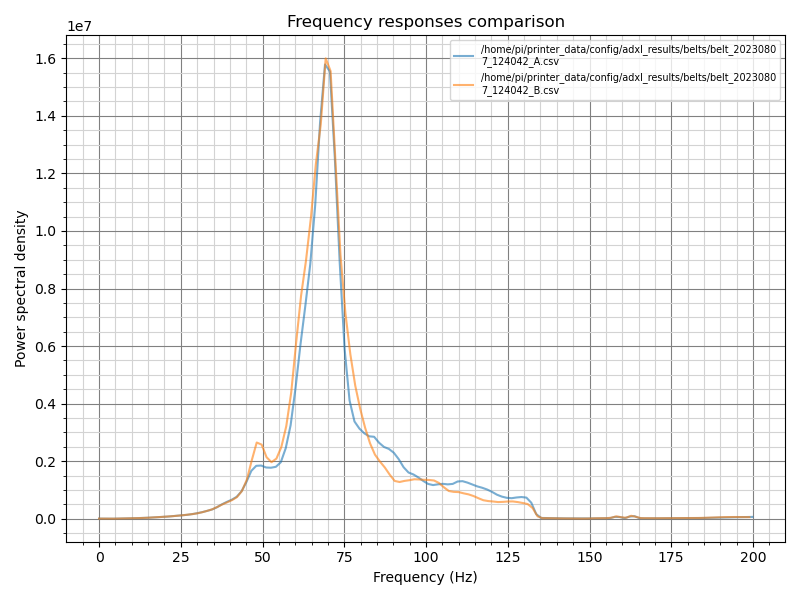 Frequency responses comparison
1e7
/home/pi/printer_data/config/adxl_results/belts/belt_2023080
7_124042_A.csv
/home/pi/printer_data/config/adxl_results/belts/belt_2023080
7_124042_B.csv
1.6
1.4
1.2
1.0
0.8
0.6
0.4
0.2
0.0
Power spectral density
0 25 50 75 100 125 150 175 200
Frequency (Hz)